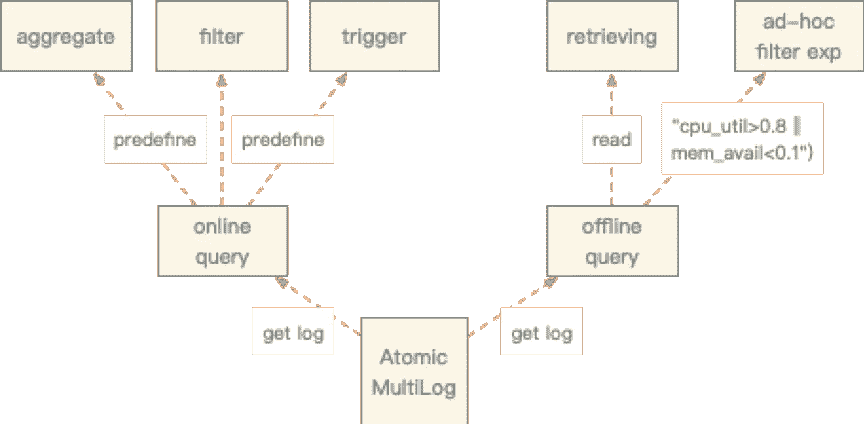 aggregate
filter
trigger
retrieving
ad-hoc
filter exp
predefine
predefine
read
"cpu_util>0.8 ||
mem_avail<0.1")
online
query
offline
query
get log
get log
Atomic
MultiLog